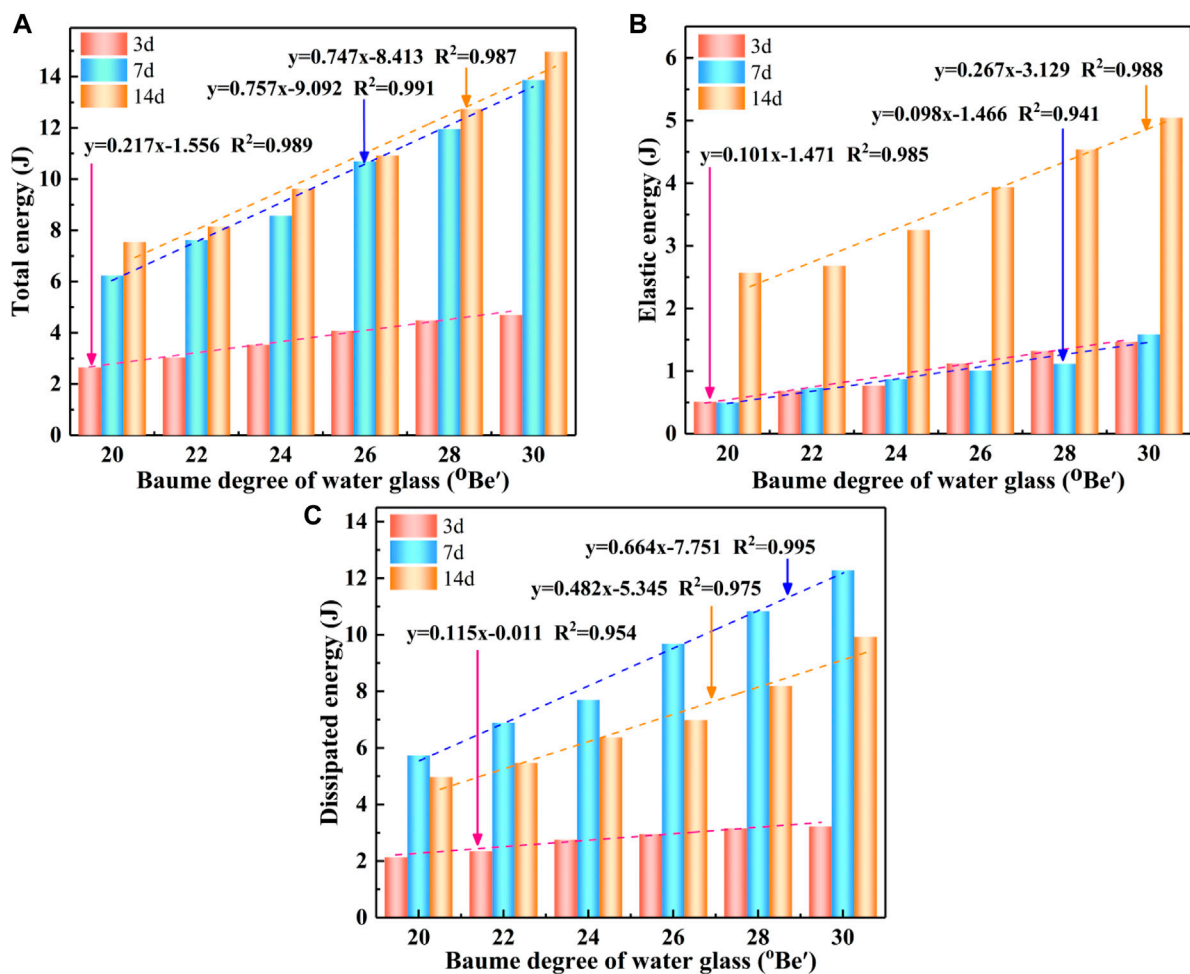 A
3d
7d
14d
y=0.747x-8.413 R²=0.987
y=0.757x-9.092 R²=0.991
y=0.217x-1.556 R²=0.989
Total energy (J)
14
12
10
8
6
4
2
0
20 22 24 26 28 30
Baume degree of water glass (°Be′)
B
3d
7d
14d
y=0.267x-3.129 R²=0.988
y=0.098x-1.466 R²=0.941
y=0.101x-1.471 R²=0.985
Elastic energy (J)
6
5
4
3
2
1
0
20 22 24 26 28 30
Baume degree of water glass (°Be′)
C
3d
7d
14d
y=0.664x-7.751 R²=0.995
y=0.482x-5.345 R²=0.975
y=0.115x-0.011 R²=0.954
Dissipated energy (J)
14
12
10
8
6
4
2
0
20 22 24 26 28 30
Baume degree of water glass (°Be′)